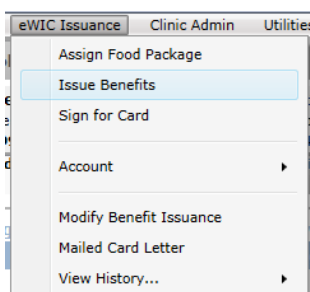 eWIC Issuance Clinic Admin Utilities
Assign Food Package
Issue Benefits
Sign for Card
Account
Modify Benefit Issuance
Mailed Card Letter
View History...